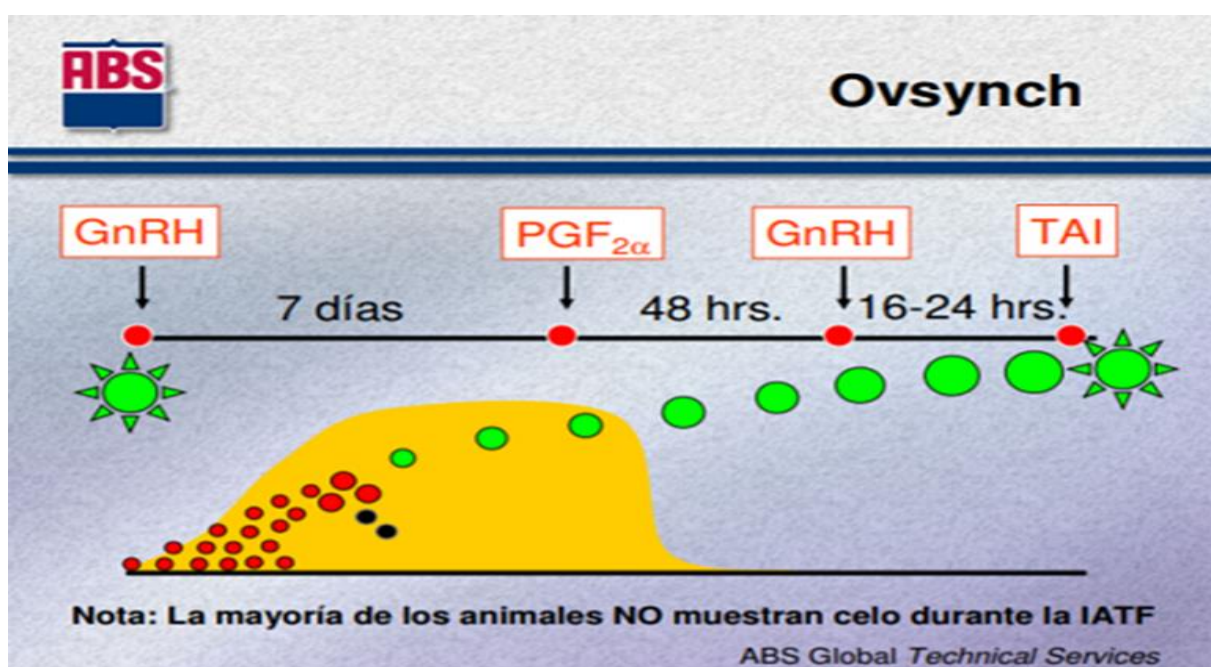 ABS
Ovsynch
GnRH PGF2α GnRH TAI
7 días 48 hrs. 16-24 hrs.
Nota: La mayoría de los animales NO muestran celo durante la IATF
ABS Global Technical Services